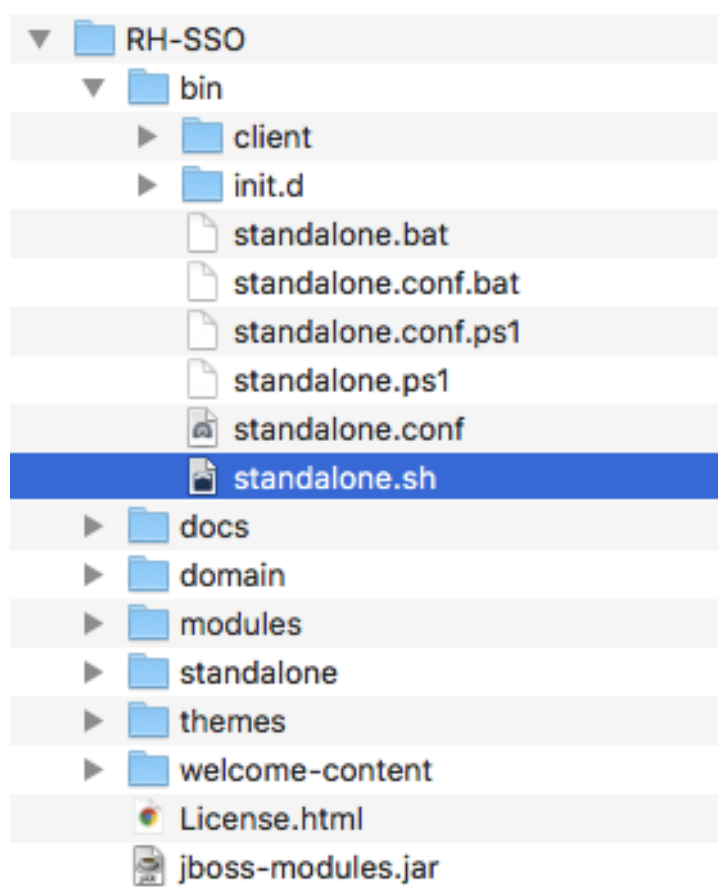 RH-SSO
bin
client
init.d
standalone.bat
standalone.conf.bat
standalone.conf.ps1
standalone.ps1
standalone.conf
standalone.sh
docs
domain
modules
standalone
themes
welcome-content
License.html
jboss-modules.jar